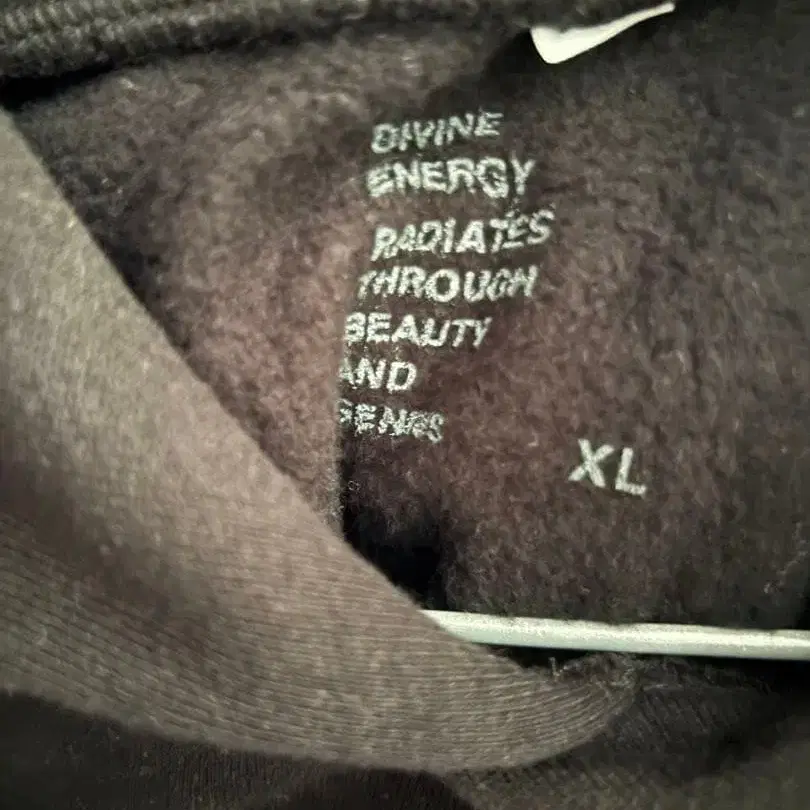 DIVINE
ENERGY
RADIATES
THROUGH
BEAUTY
AND
XL